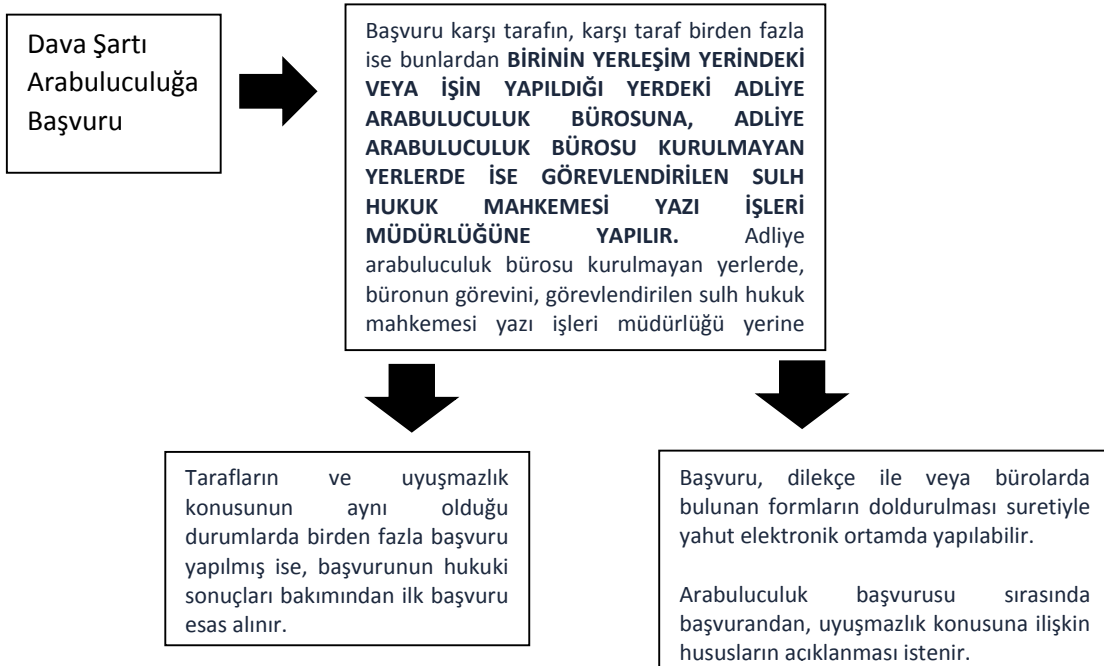 Dava Şartı
Arabuluculuğa
Başvuru
Başvuru karşı tarafın, karşı taraf birden fazla
ise bunlardan BİRİNİN YERLEŞİM YERİNDEKİ
VEYA İŞİN YAPILDIĞI YERDEKİ ADLİYE
ARABULUCULUK BÜROSUNA, ADLİYE
ARABULUCULUK BÜROSU KURULMAYAN
YERLERDE İSE GÖREVLENDİRİLEN SULH
HUKUK MAHKEMESİ YAZI İŞLERİ
MÜDÜRLÜĞÜNE YAPILIR. Adliye
arabuluculuk bürosu kurulmayan yerlerde,
büronun görevini, görevlendirilen sulh hukuk
mahkemesi yazı işleri müdürlüğü yerine
Tarafların ve uyuşmazlık
konusunun aynı olduğu
durumlarda birden fazla başvuru
yapılmış ise, başvurunun hukuki
sonuçları bakımından ilk başvuru
esas alınır.
Başvuru, dilekçe ile veya bürolarda
bulunan formların doldurulması suretiyle
yahut elektronik ortamda yapılabilir.
Arabuluculuk başvurusu sırasında
başvurandan, uyuşmazlık konusuna ilişkin
hususların açıklanması istenir.